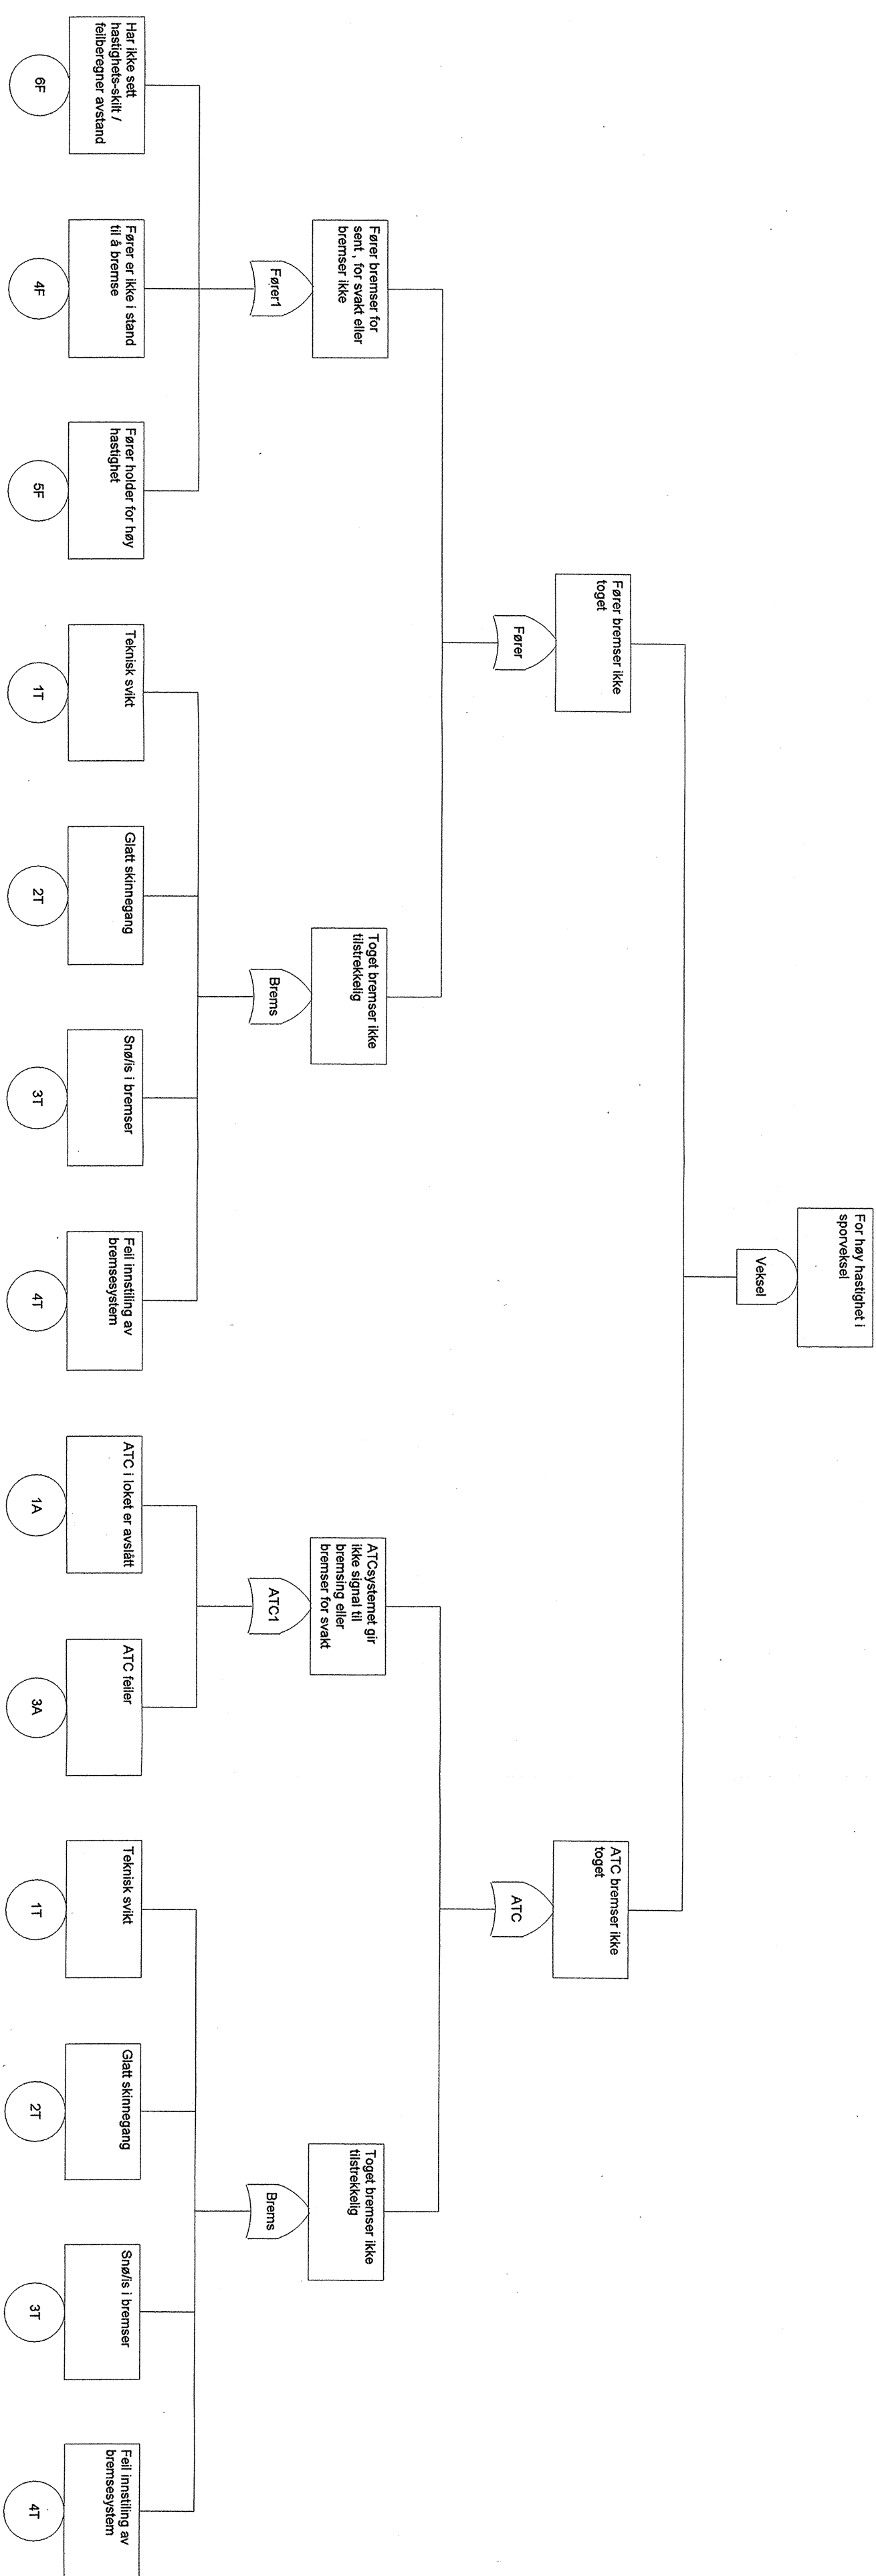 For høy hastighet i
sporveksel
Veksel
Fører bremser ikke
toget
Fører
ATC bremser ikke
toget
ATC
Fører bremser for
sent , for svakt eller
bremser ikke
Fører1
Toget bremser ikke
tilstrekkelig
Brems
ATCsystemet gir
ikke signal til
bremsing eller
bremser for svakt
ATC1
Toget bremser ikke
tilstrekkelig
Brems
Har ikke sett
hastighets-skilt /
feilberegner avstand
6F
Fører er ikke i stand
til å bremse
4F
Fører holder for høy
hastighet
5F
Teknisk svikt
1T
Glatt skinnegang
2T
Snø/is i bremser
3T
Feil innstiling av
bremsesystem
4T
ATC i loket er avslått
1A
ATC feiler
3A
Teknisk svikt
1T
Glatt skinnegang
2T
Snø/is i bremser
3T
Feil innstiling av
bremsesystem
4T